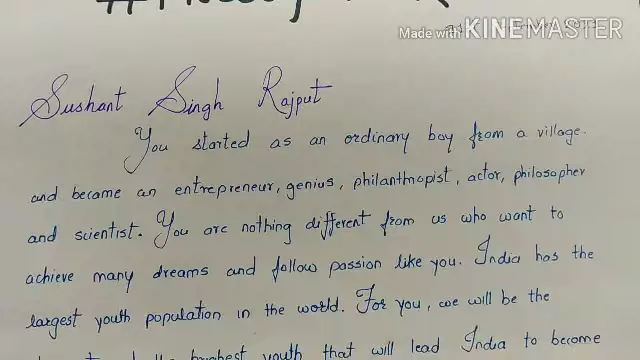 Made with KINEMASTER
Sushant Singh Rajput
You started as an ordinary boy from a village.
and became an entrepreneur, genius, philanthropist, actor, philosopher
and scientist. You are nothing different from us who want to
achieve many dreams and follow passion like you. India has the
largest youth population in the world. For you, we will be the
youth that will lead India to become